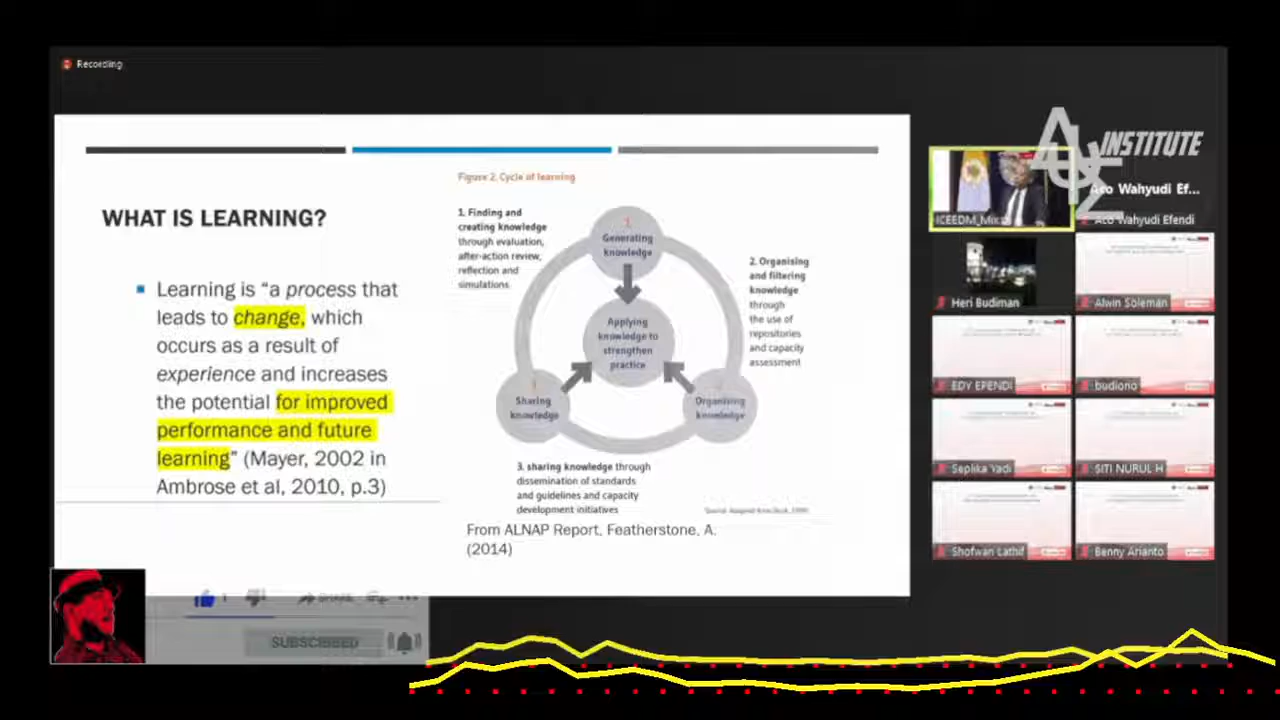 Recording
WHAT IS LEARNING?
Learning is “a process that
leads to change, which
occurs as a result of
experience and increases
the potential for improved
performance and future
learning” (Mayer, 2002 in
Ambrose et al, 2010, p.3)
Figure 2. Cycle of learning
1. Finding and
creating knowledge
through evaluation,
after-action review,
reflection and
simulations
1
Generating
knowledge
Applying
knowledge to
strengthen
practice
Sharing
knowledge
Organising
knowledge
2. Organising
and filtering
knowledge
through
the use of
repositories
and capacity
assessment
3. sharing knowledge through
dissemination of standards
and guidelines and capacity
development initiatives
From ALNAP Report, Featherstone, A.
(2014)
INSTITUTE
Aco Wahyudi Ef...
Aco Wahyudi Efendi
Heri Budiman
Alwin Soleman
EDY EPENDI
budiono
Seplika Yadi
SITI NURUL H
Shofwan Lathif
Benny Arianto
1
SHARE
SUBSCRIBED